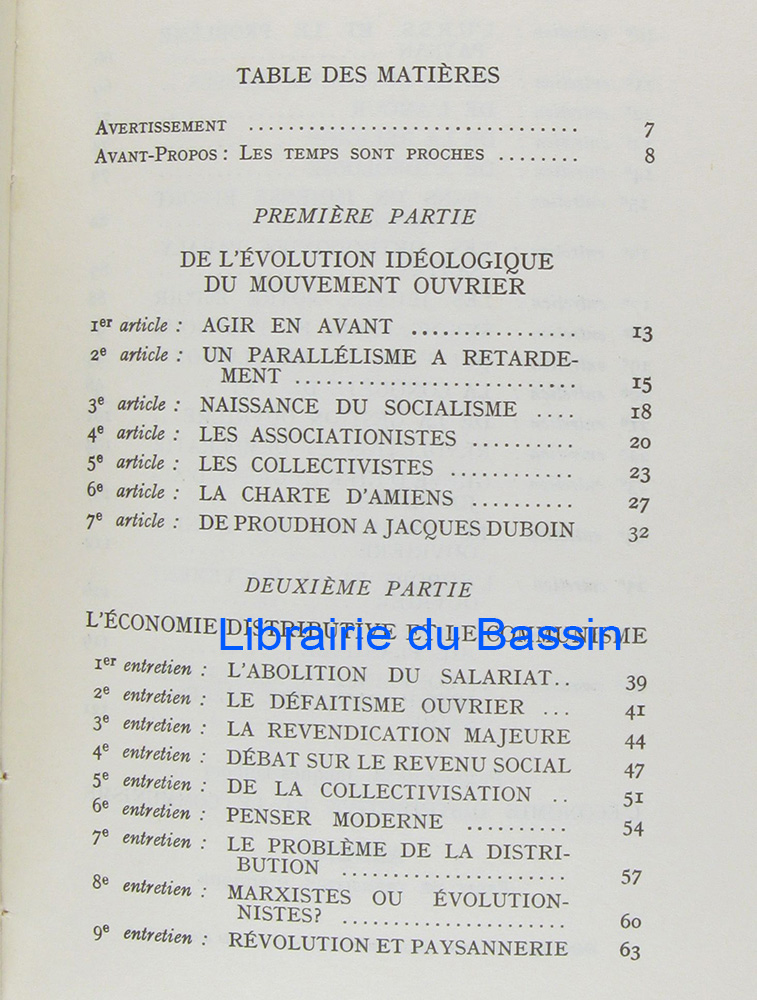 TABLE DES MATIÈRES
AVERTISSEMENT ................................. 7
AVANT-PROPOS : LES TEMPS SONT PROCHES ........ 8
PREMIÈRE PARTIE
DE L'ÉVOLUTION IDÉOLOGIQUE
DU MOUVEMENT OUVRIER
1er article : AGIR EN AVANT ................ 13
2e article : UN PARALLÉLISME A RETARDE-
MENT ........................... 15
3e article : NAISSANCE DU SOCIALISME .... 18
4e article : LES ASSOCIATIONISTES .......... 20
5e article : LES COLLECTIVISTES ............ 23
6e article : LA CHARTE D'AMIENS .......... 27
7e article : DE PROUDHON A JACQUES DUBOIN 32
DEUXIÈME PARTIE
L'ÉCONOMIE DISTRIBUTIVE ET LE COMMUNISME
Librairie du Bassin
1er entretien : L'ABOLITION DU SALARIAT.. 39
2e entretien : LE DÉFAITISME OUVRIER ... 41
3e entretien : LA REVENDICATION MAJEURE 44
4e entretien : DÉBAT SUR LE REVENU SOCIAL 47
5e entretien : DE LA COLLECTIVISATION .. 51
6e entretien : PENSER MODERNE .......... 54
7e entretien : LE PROBLÈME DE LA DISTRI-
BUTION ...................... 57
8e entretien : MARXISTES OU ÉVOLUTION-
NISTES? ...................... 60
9e entretien : RÉVOLUTION ET PAYSANNERIE 63